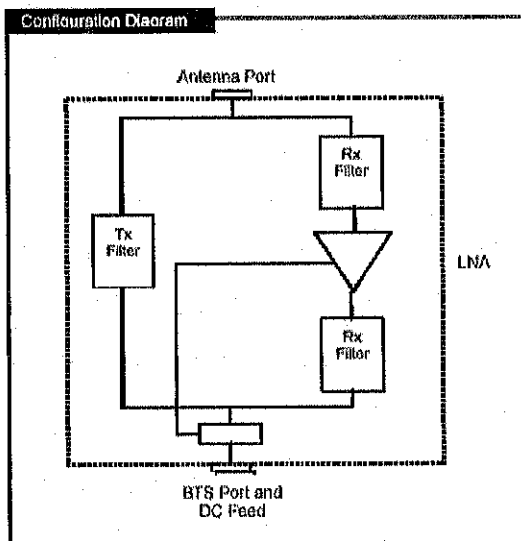 Configuration Diagram
Antenna Port
Rx
Filter
Tx
Filter
LNA
Rx
Filter
BTS Port and
DC Feed